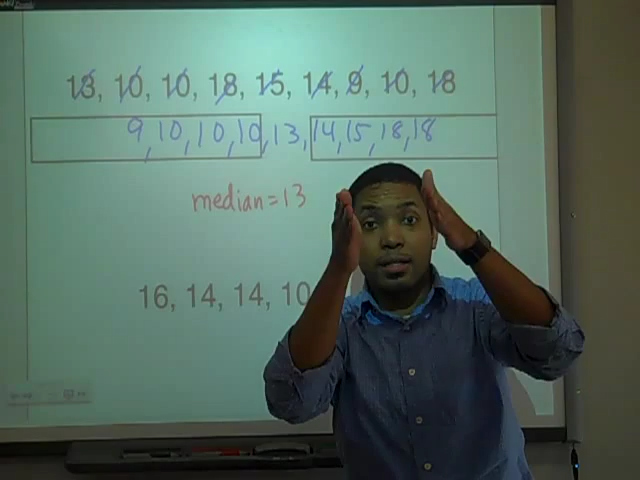 13, 10, 10, 18, 15, 14, 9, 10, 18
9, 10, 10, 10, 13, 14, 15, 18, 18
median = 13
16, 14, 14, 10